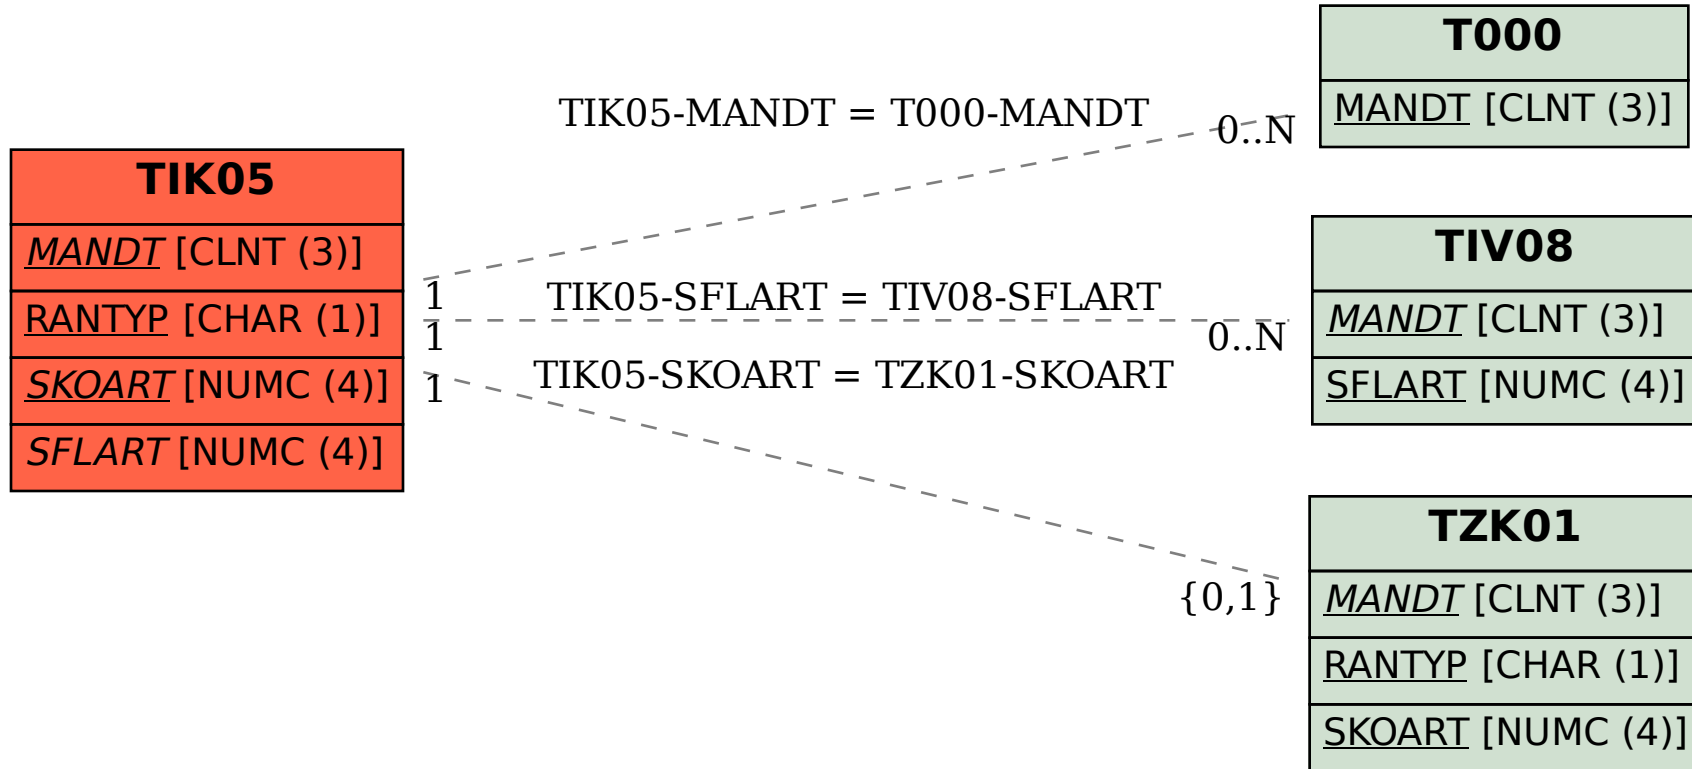 TIK05
MANDT [CLNT (3)]
RANTYP [CHAR (1)]
SKOART [NUMC (4)]
SFLART [NUMC (4)]
TIK05-MANDT = T000-MANDT
0..N
1
TIK05-SFLART = TIV08-SFLART
1
0..N
TIK05-SKOART = TZK01-SKOART
1
{0,1}
T000
MANDT [CLNT (3)]
TIV08
MANDT [CLNT (3)]
SFLART [NUMC (4)]
TZK01
MANDT [CLNT (3)]
RANTYP [CHAR (1)]
SKOART [NUMC (4)]